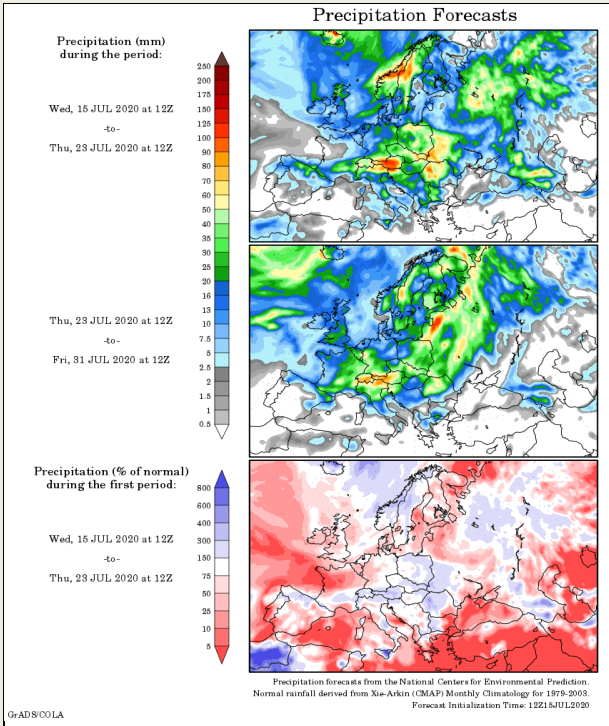 Precipitation Forecasts
Precipitation (mm)
during the period:
Wed, 15 JUL 2020 at 12Z
-to-
Thu, 23 JUL 2020 at 12Z
250
200
175
150
125
100
90
80
70
60
50
40
35
30
25
20
16
13
10
7.5
5
2.5
2
1.5
1
0.5
Thu, 23 JUL 2020 at 12Z
-to-
Fri, 31 JUL 2020 at 12Z
Precipitation (% of normal)
during the first period:
Wed, 15 JUL 2020 at 12Z
-to-
Thu, 23 JUL 2020 at 12Z
800
600
400
300
150
75
50
25
10
5
Precipitation forecasts from the National Centers for Environmental Prediction.
Normal rainfall derived from Xie-Arkin (CMAP) Monthly Climatology for 1979-2003.
Forecast Initialization Time: 12Z15JUL2020
GrADS/COLA